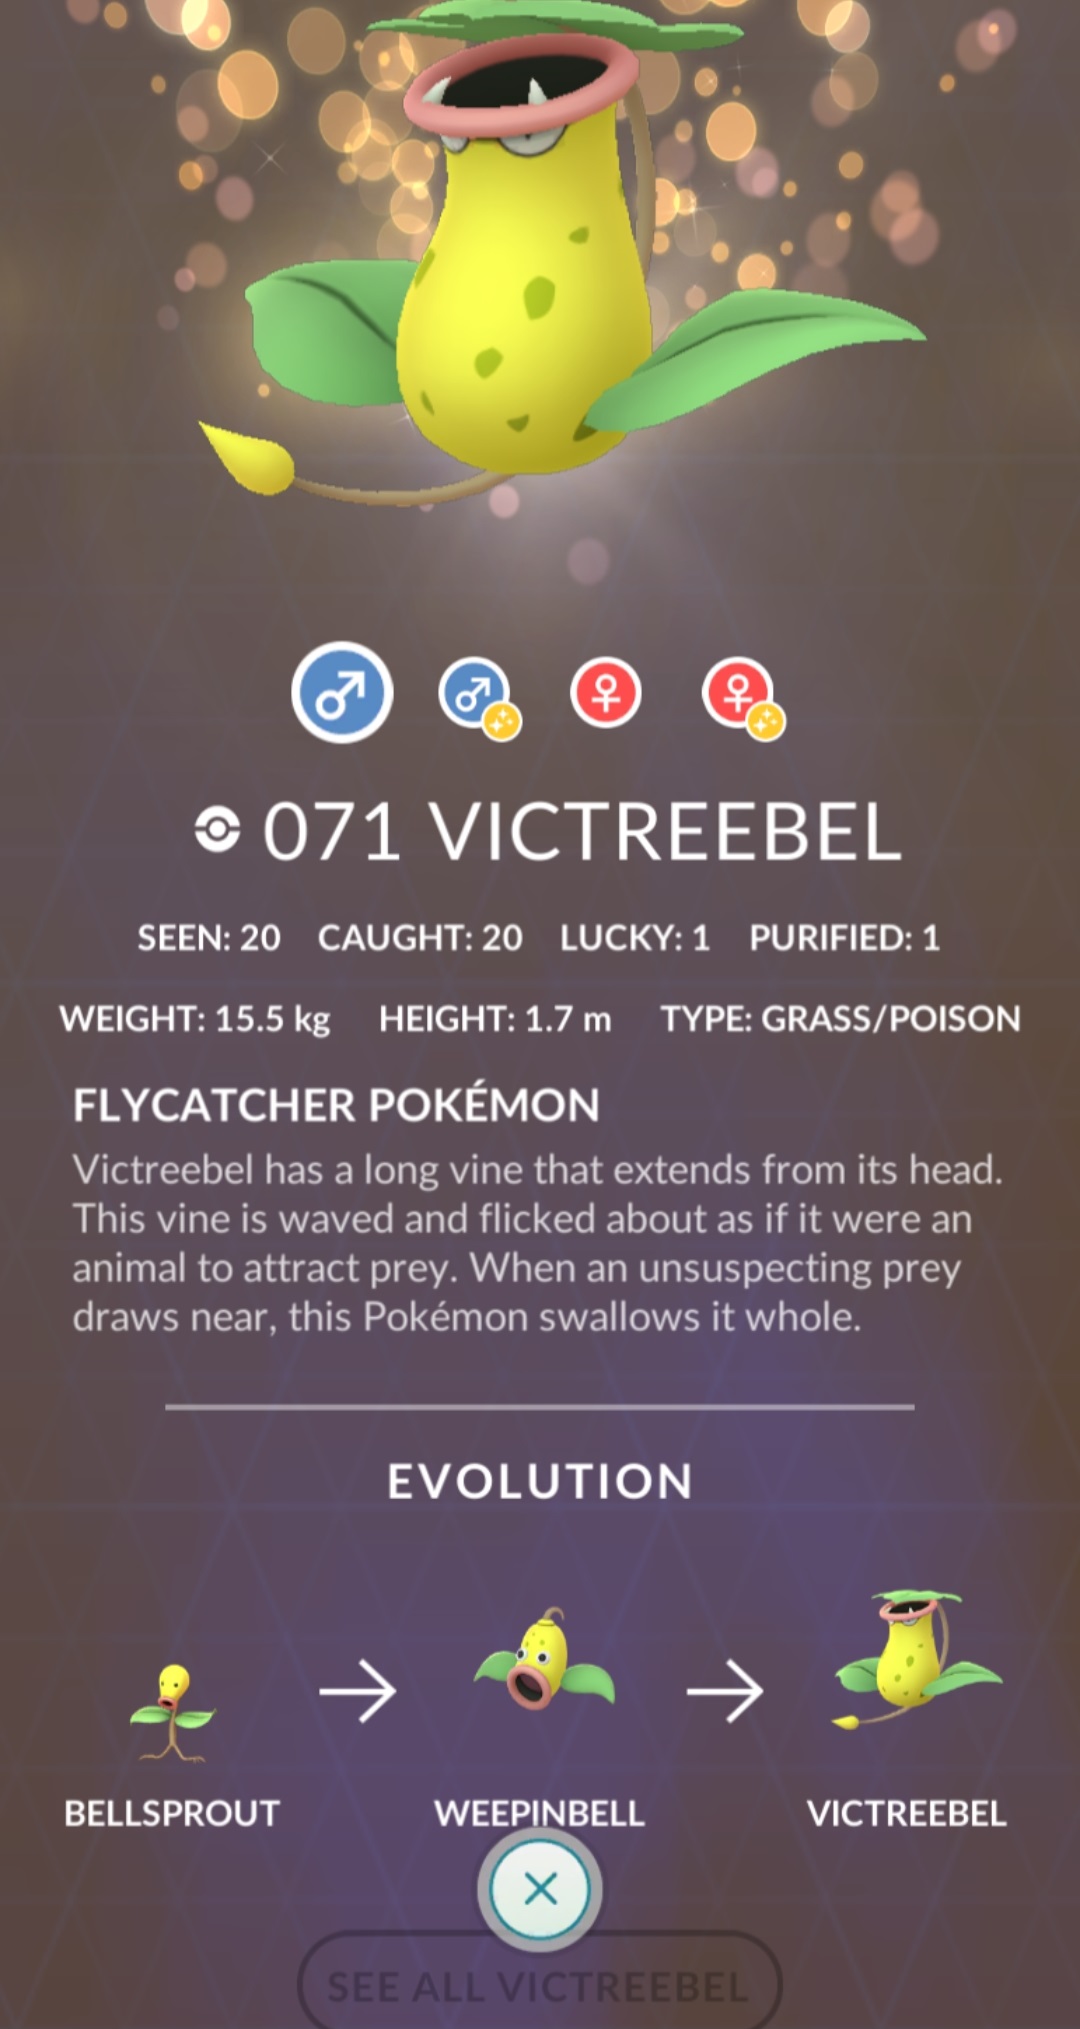 071 VICTREEBEL
SEEN: 20 CAUGHT: 20 LUCKY: 1 PURIFIED: 1
WEIGHT: 15.5 kg HEIGHT: 1.7 m TYPE: GRASS/POISON
FLYCATCHER POKÉMON
Victreebel has a long vine that extends from its head.
This vine is waved and flicked about as if it were an
animal to attract prey. When an unsuspecting prey
draws near, this Pokémon swallows it whole.
EVOLUTION
BELLSPROUT WEEPINBELL VICTREEBEL
SEE ALL VICTREEBEL